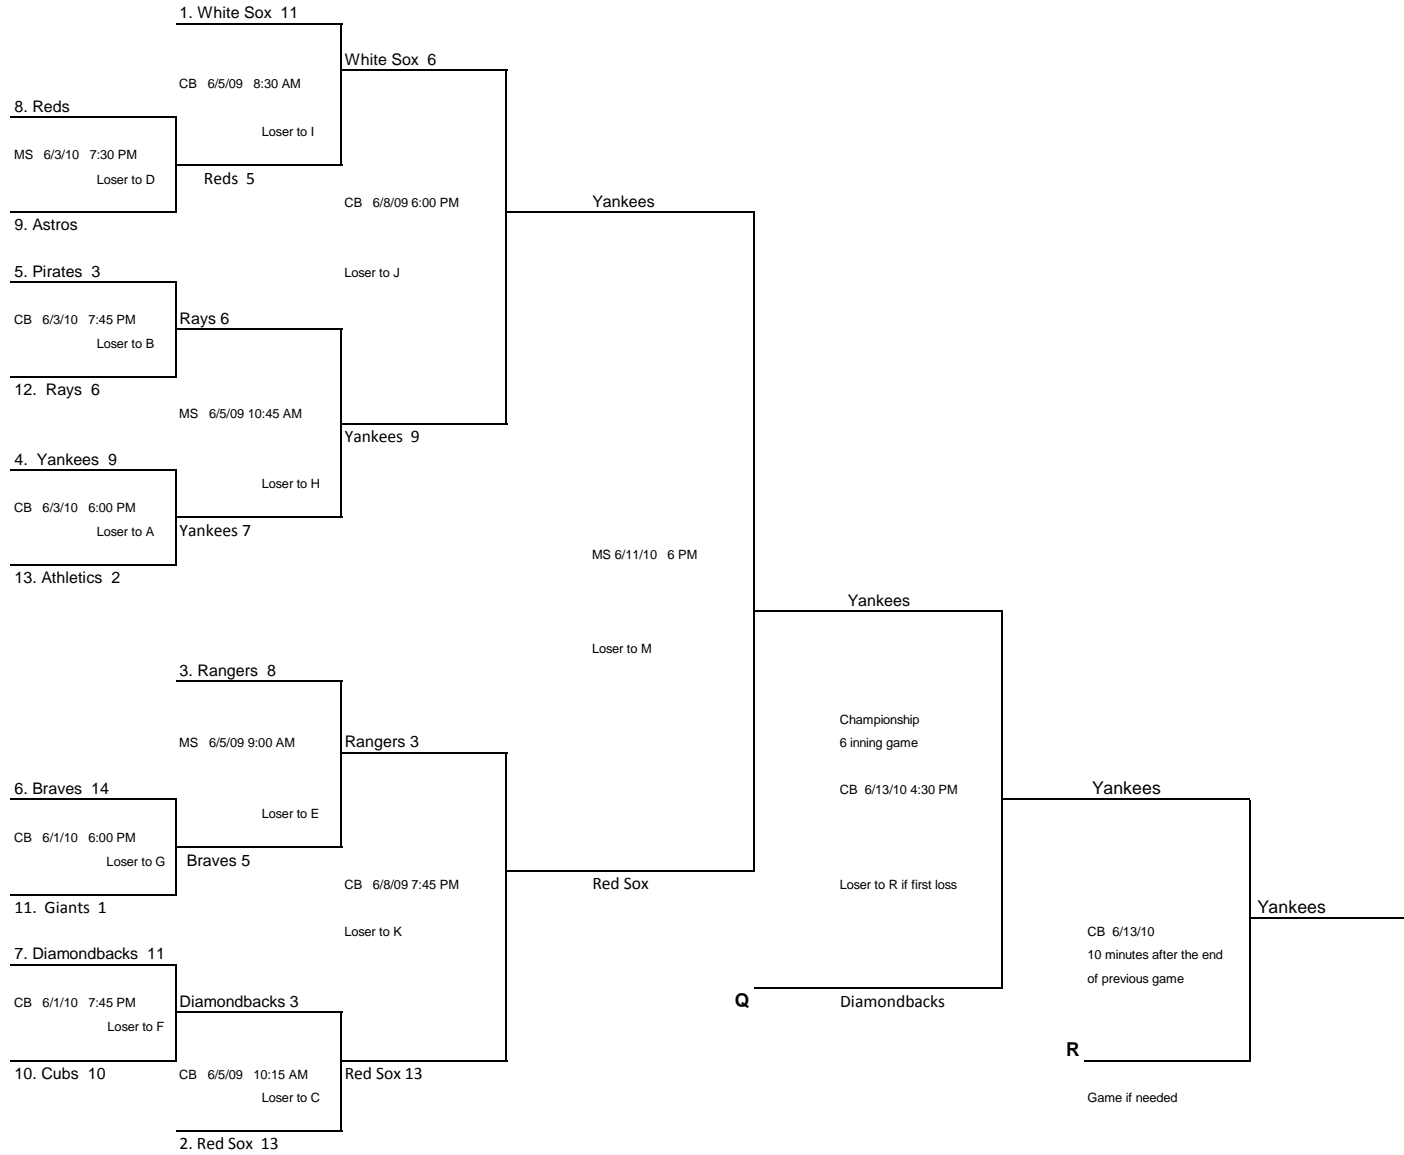 1. White Sox  11
White Sox  6
CB   6/5/09   8:30 AM
8. Reds
Loser to I
MS   6/3/10   7:30 PM
Loser to D
Reds  5
CB   6/8/09 6:00 PM
Yankees
9. Astros
5. Pirates  3
Loser to J
CB   6/3/10   7:45 PM
Rays 6
Loser to B
12.  Rays  6
MS   6/5/09 10:45 AM
Yankees  9
4.  Yankees  9
Loser to H
CB   6/3/10   6:00 PM
Loser to A
Yankees 7
MS 6/11/10   6 PM
13. Athletics  2
Yankees
Loser to M
3. Rangers  8
Championship
6 inning game
MS   6/5/09 9:00 AM
Rangers 3
6. Braves  14
CB  6/13/10 4:30 PM
Yankees
Loser to E
CB   6/1/10   6:00 PM
Loser to G
Braves 5
CB   6/8/09 7:45 PM
Red Sox
Loser to R if first loss
11.  Giants  1
Yankees
Loser to K
CB  6/13/10
10 minutes after the end
of previous game
7. Diamondbacks  11
CB   6/1/10   7:45 PM
Diamondbacks 3
Q
Diamondbacks
Loser to F
R
10. Cubs  10
CB   6/5/09   10:15 AM
Red Sox 13
Loser to C
Game if needed
2. Red Sox  13